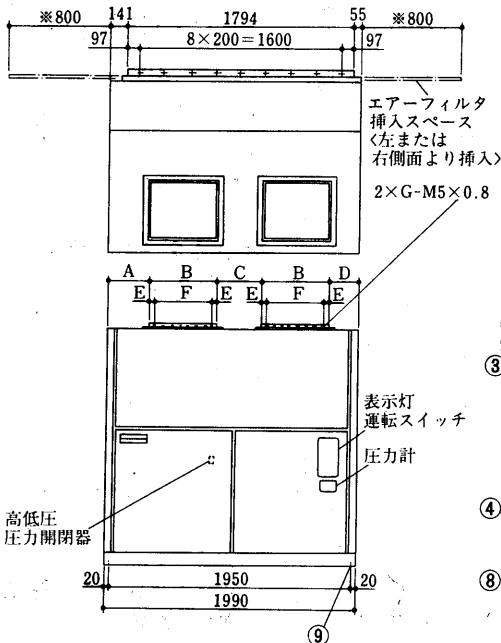 ※800 141 1794 55 ※800
97 8×200=1600 97
エアーフィルタ
挿入スペース
<左または
右側面より挿入>
2×G-M5×0.8
A B C B D
E F E E F E
③
表示灯
運転スイッチ
圧力計
高低圧
圧力開閉器
④
⑧
20 1950 20
1990
⑨